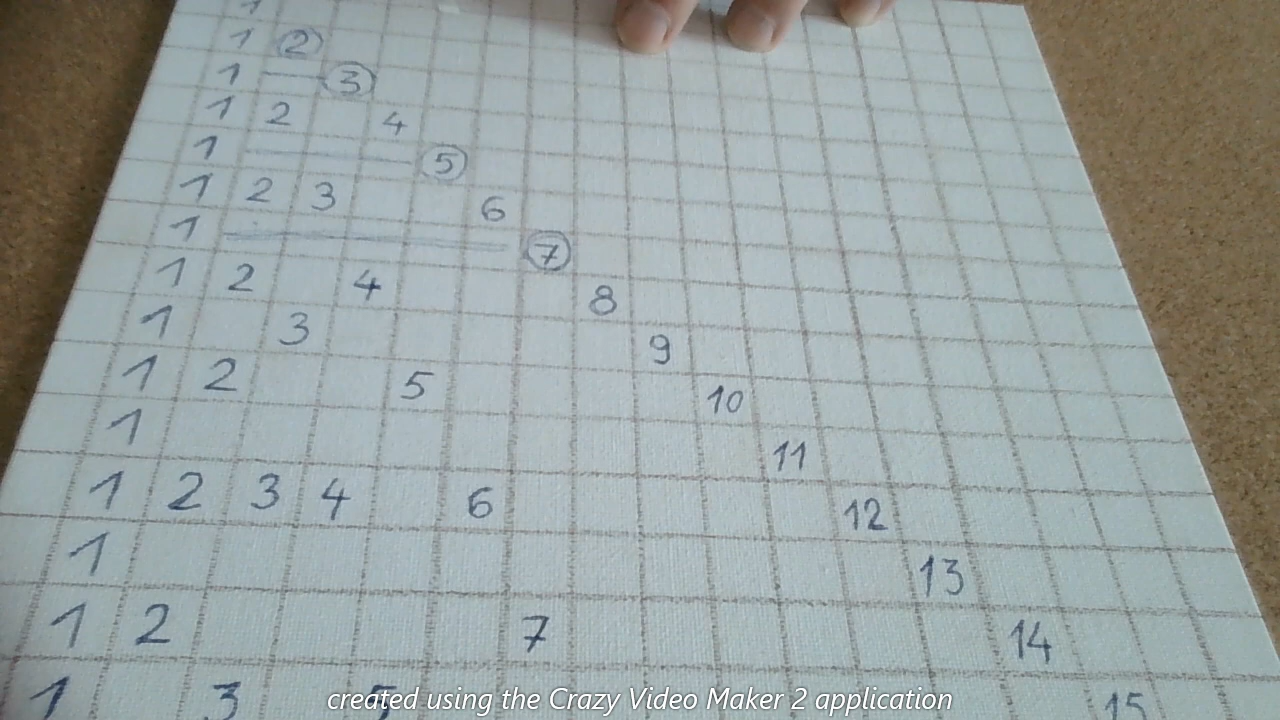 1
1 2
1 3
1 2 4
1 5
1 2 3 6
1 7
1 2 4 8
1 3 9
1 2 5 10
1 11
1 2 3 4 6 12
1 13
1 2 7 14
1 3 5 15
created using the Crazy Video Maker 2 application